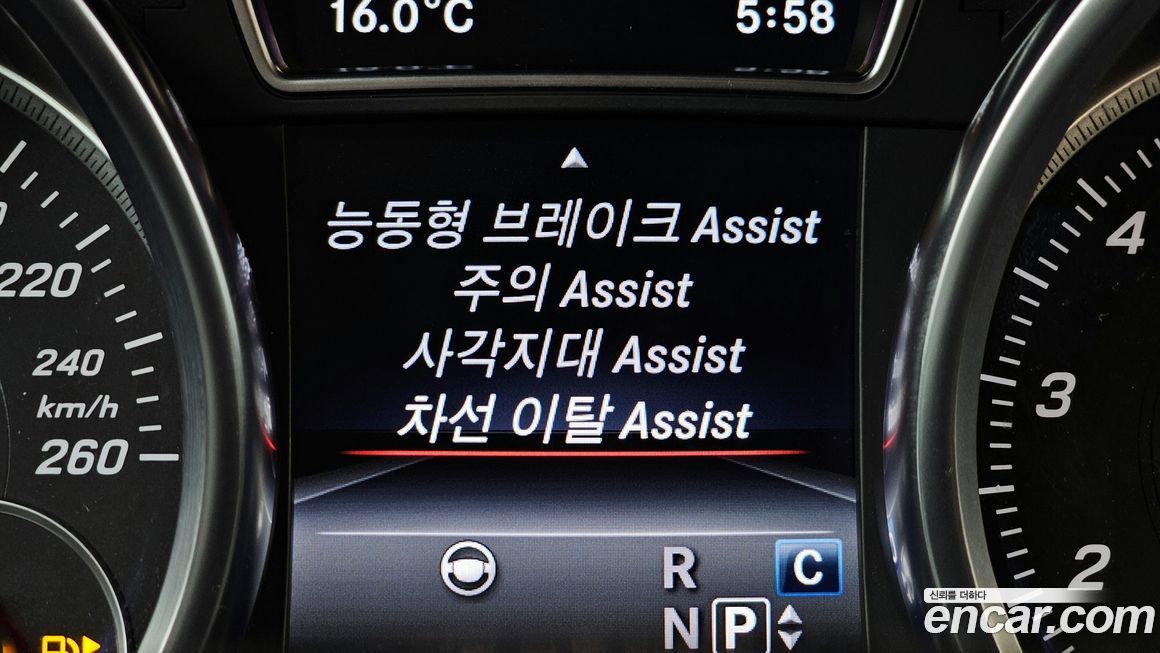 16.0°C 5:58
능동형 브레이크 Assist
주의 Assist
사각지대 Assist
차선 이탈 Assist
220
240
km/h
260
4
3
2
R
C
N P
신뢰를 더하다
encar.com